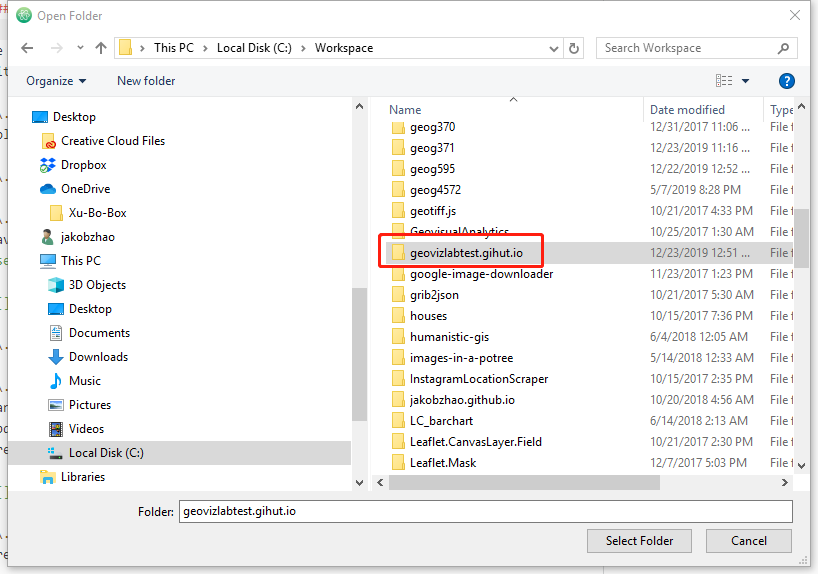 Open Folder
This PC > Local Disk (C:) > Workspace
Search Workspace
Organize
New folder
?
Desktop
Creative Cloud Files
Dropbox
OneDrive
Xu-Bo-Box
jakobzhao
This PC
3D Objects
Desktop
Documents
Downloads
Music
Pictures
Videos
Local Disk (C:)
Libraries
Name Date modified Type
geog370 12/31/2017 11:06 ... File f
geog371 12/23/2019 11:16 ... File f
geog595 12/22/2019 12:52 ... File f
geog4572 5/7/2019 8:28 PM File f
geotiff.js 10/21/2017 4:33 PM File f
GeovisualAnalytics 10/25/2017 1:30 AM File f
geovizlabtest.gihut.io 12/23/2019 12:51 ... File f
google-image-downloader 11/23/2017 1:23 PM File f
grib2json 10/21/2017 5:30 AM File f
houses 10/15/2017 7:36 PM File f
humanistic-gis 6/4/2018 12:05 AM File f
images-in-a-potree 5/14/2018 12:33 AM File f
InstagramLocationScraper 10/15/2017 2:35 PM File f
jakobzhao.github.io 10/20/2018 4:56 AM File f
LC_barchart 6/14/2018 2:13 AM File f
Leaflet.CanvasLayer.Field 10/21/2017 2:30 PM File f
Leaflet.Mask 12/7/2017 5:03 PM File f
Folder: geovizlabtest.gihut.io
Select Folder
Cancel